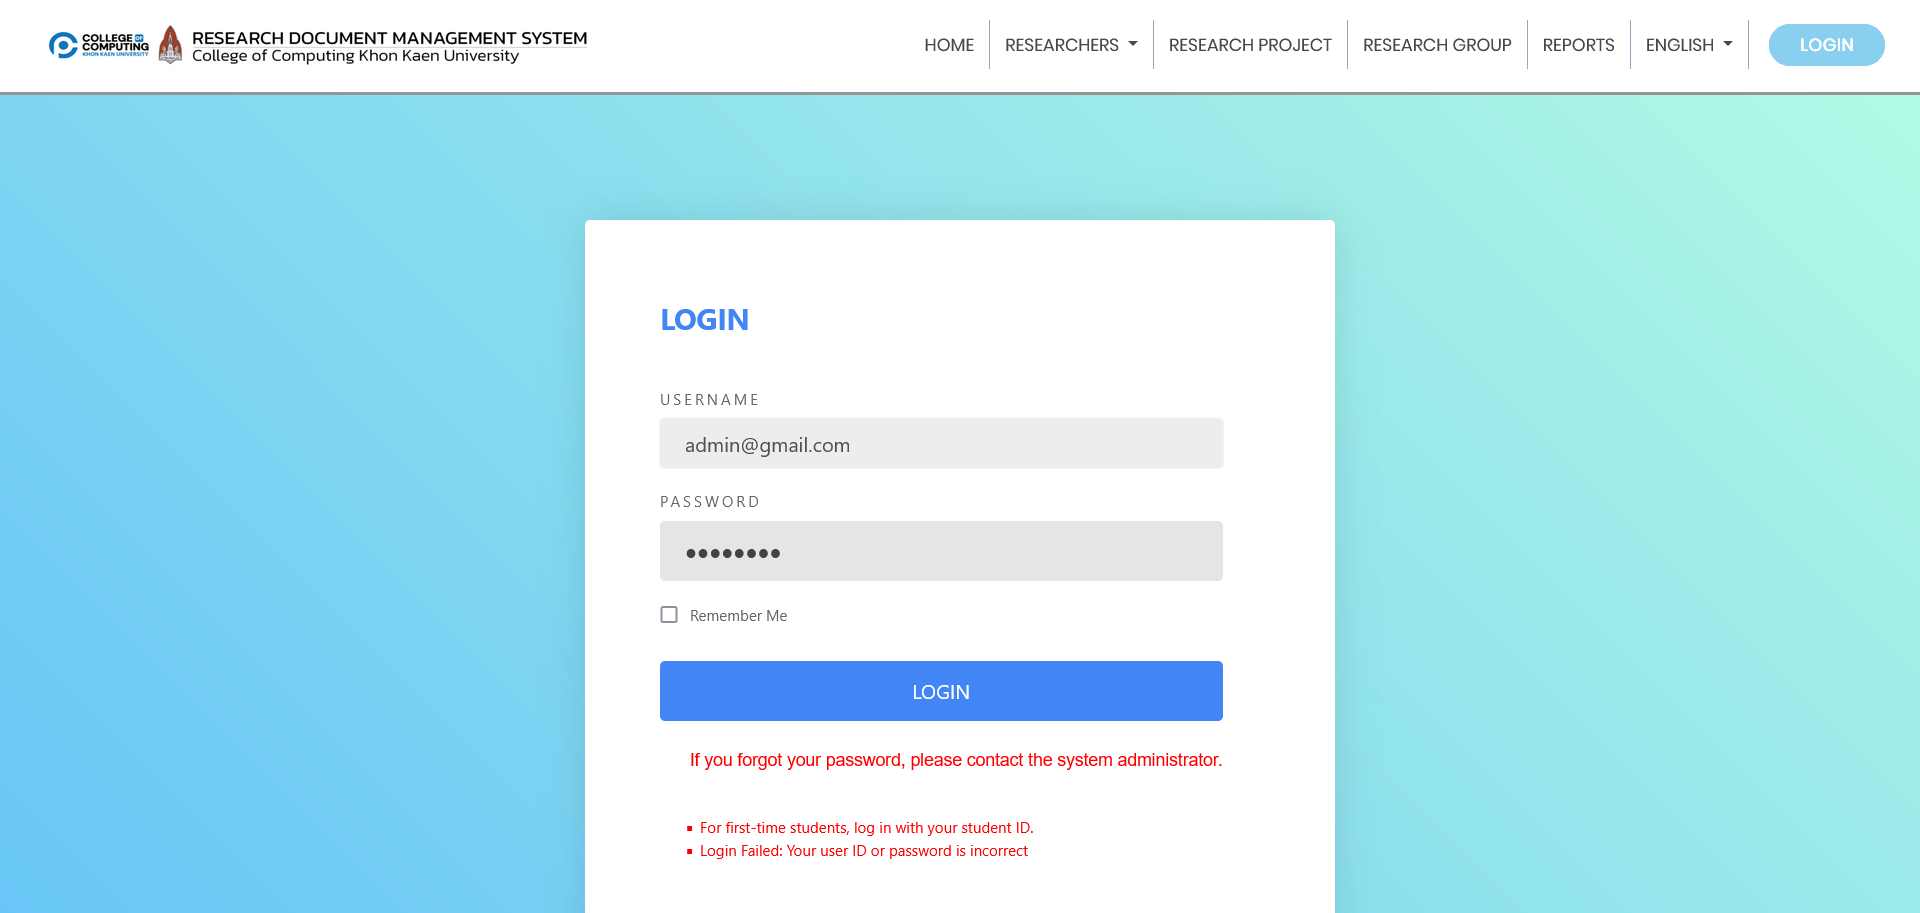 COLLEGE OF
COMPUTING
KHON KAEN UNIVERSITY
RESEARCH DOCUMENT MANAGEMENT SYSTEM
College of Computing Khon Kaen University
HOME
RESEARCHERS
RESEARCH PROJECT
RESEARCH GROUP
REPORTS
ENGLISH
LOGIN
LOGIN
USERNAME
admin@gmail.com
PASSWORD
●●●●●●●●
Remember Me
LOGIN
If you forgot your password, please contact the system administrator.
▪ For first-time students, log in with your student ID.
▪ Login Failed: Your user ID or password is incorrect